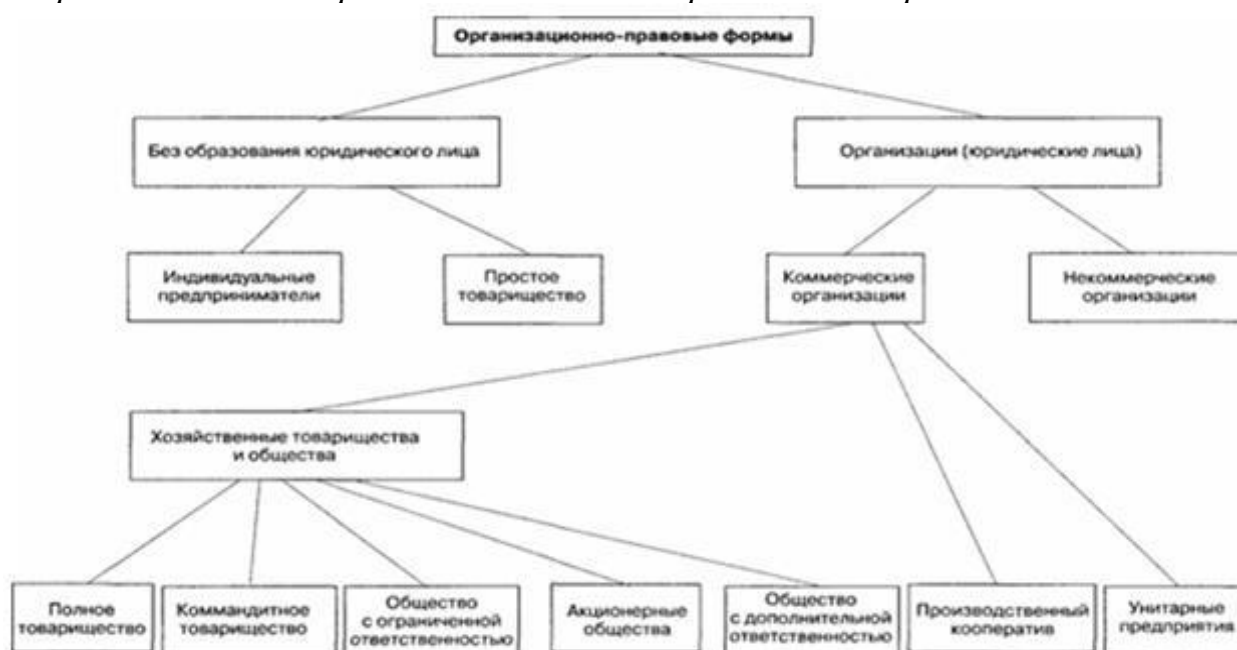 Организационно-правовые формы
Без образования юридического лица
Организации (юридические лица)
Индивидуальные
предприниматели
Простое
товарищество
Коммерческие
организации
Некоммерческие
организации
Хозяйственные товарищества
и общества
Полное
товарищество
Коммандитное
товарищество
Общество
с ограниченной
ответственностью
Акционерные
общества
Общество
с дополнительной
ответственностью
Производственный
кооператив
Унитарные
предприятия